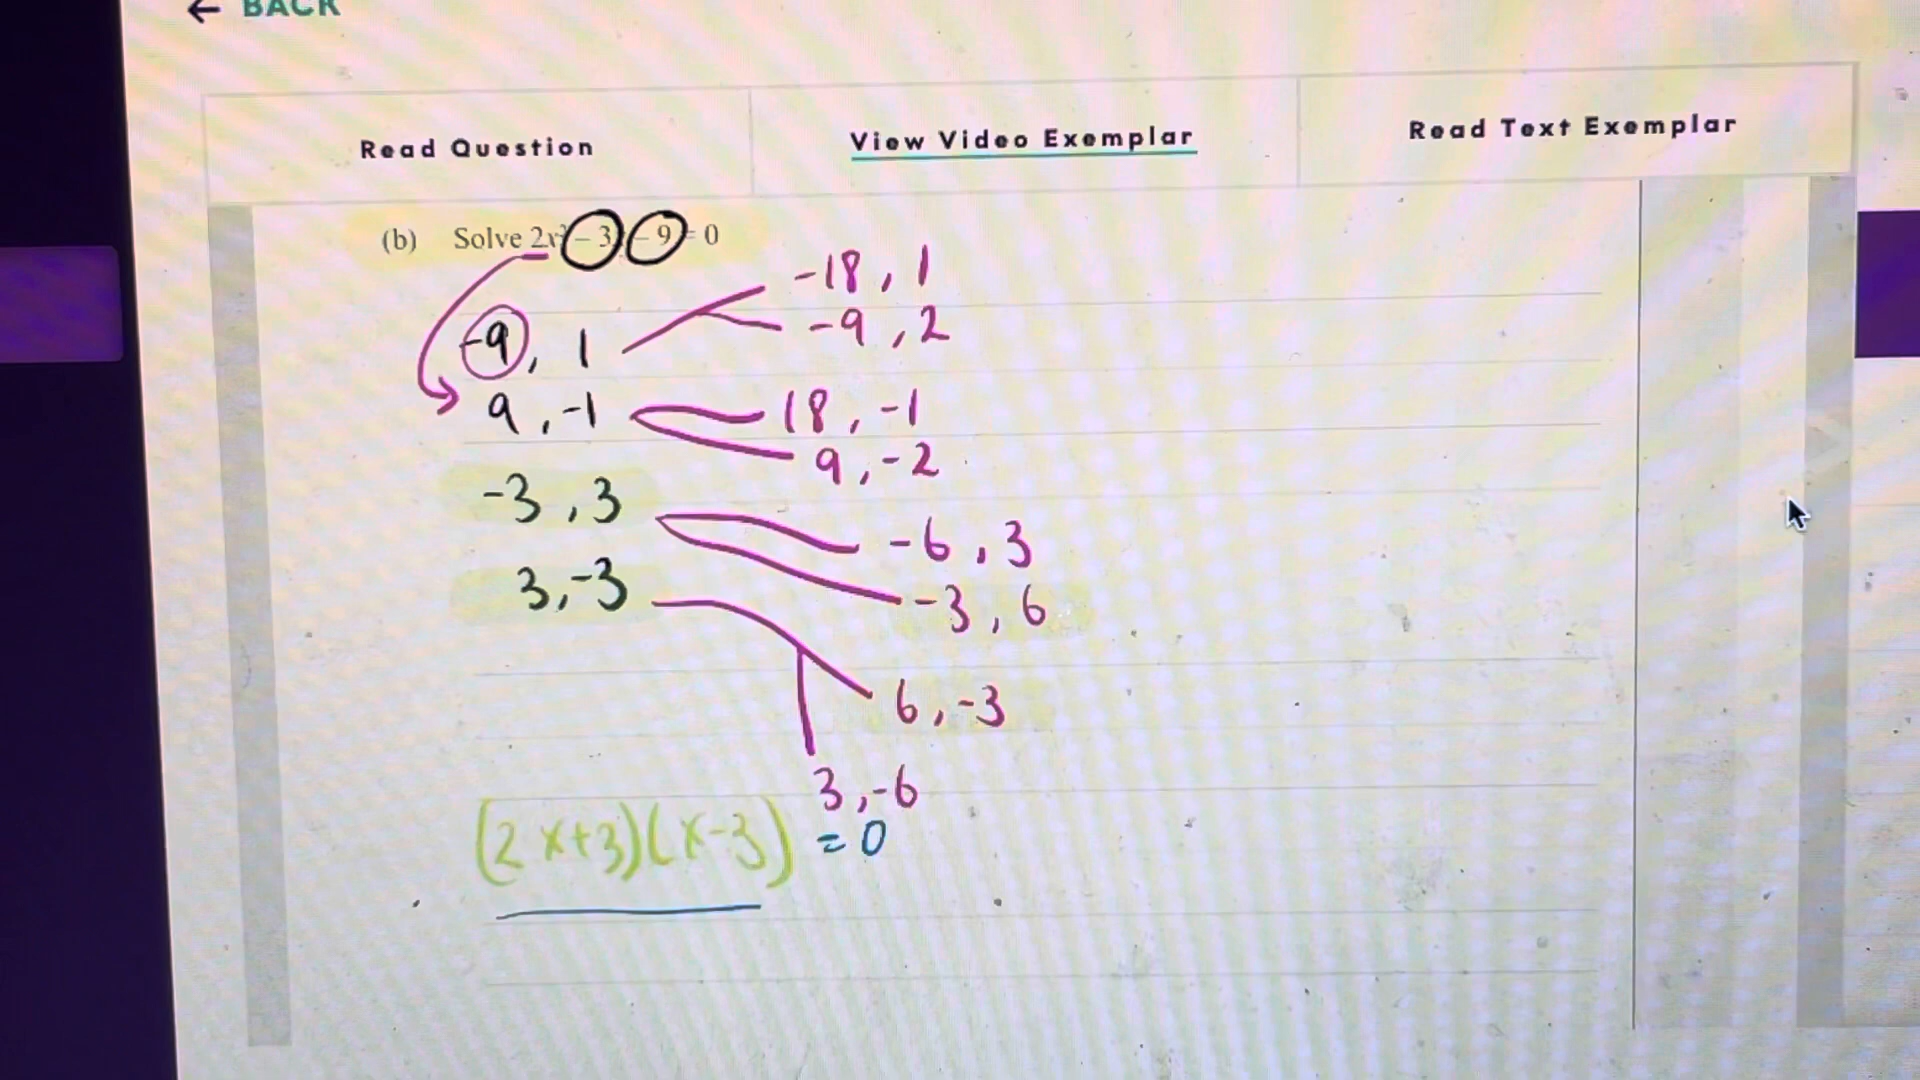 ← BACK
Read Question
View Video Exemplar
Read Text Exemplar
(b) Solve 2x² - 3 - 9 = 0
-18, 1
-9, 1
-9, 2
9, -1
18, -1
9, -2
-3, 3
-6, 3
3, -3
-3, 6
6, -3
3, -6
(2x+3)(x-3) = 0